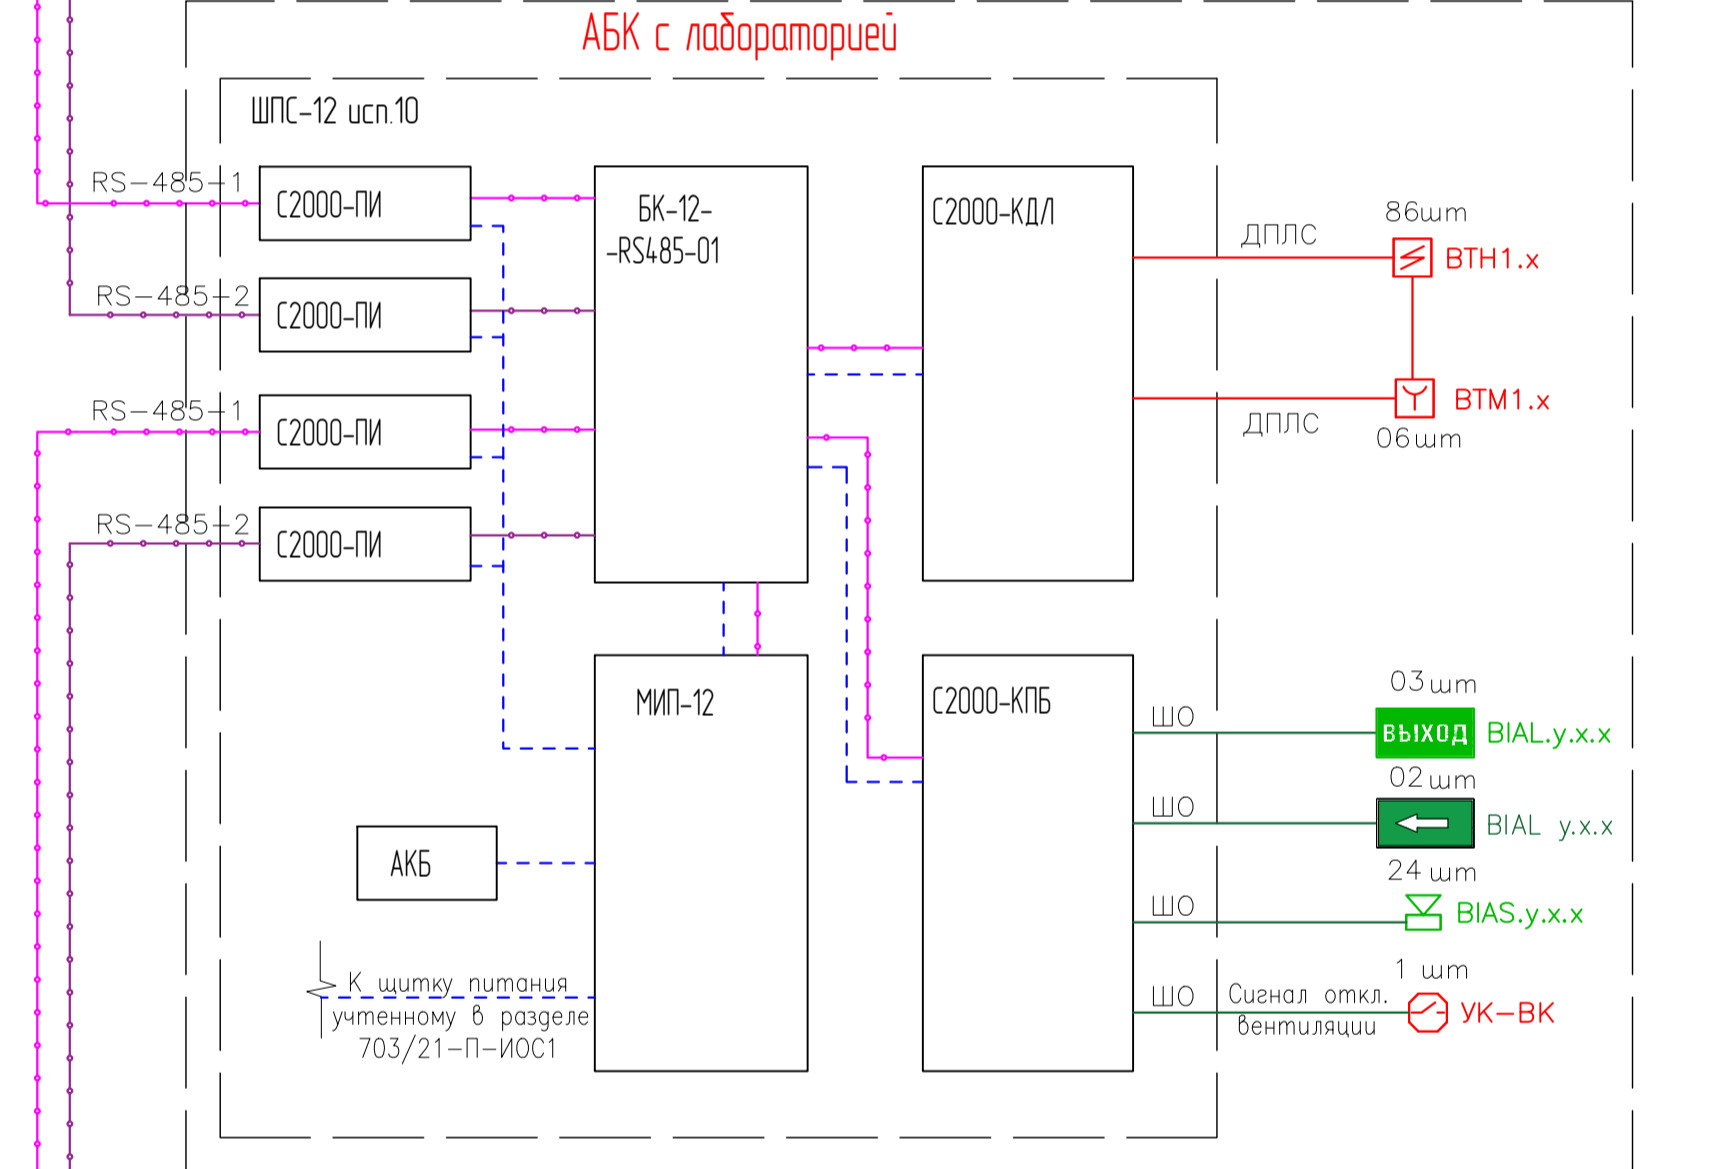 АБК с лабораторией
ШПС-12 исп.10
RS-485-1
С2000-ПИ
RS-485-2
С2000-ПИ
RS-485-1
С2000-ПИ
RS-485-2
С2000-ПИ
БК-12-
-RS485-01
С2000-КДЛ
ДПЛС
86шт
BTH1.x
ДПЛС
BTM1.x
06шт
МИП-12
АКБ
К щитку питания
учтенному в разделе
703/21-П-ИОС1
С2000-КПБ
ШО
03шт
ВЫХОД
BIAL.y.x.x
ШО
02шт
BIAL y.x.x
ШО
24шт
BIAS.y.x.x
ШО
Сигнал откл.
вентиляции
1 шт
УК-ВК